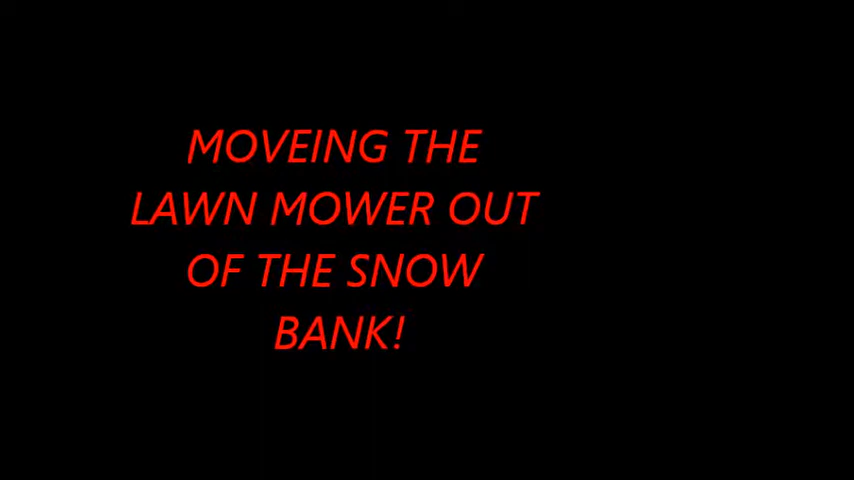 MOVEING THE
LAWN MOWER OUT
OF THE SNOW
BANK!